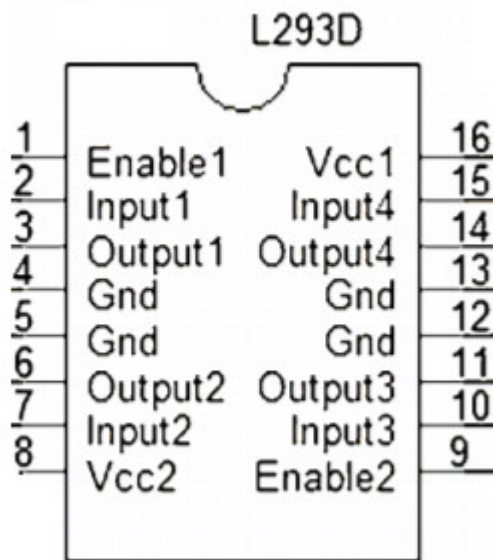 L293D
1 Enable1 Vcc1 16
2 Input1 Input4 15
3 Output1 Output4 14
4 Gnd Gnd 13
5 Gnd Gnd 12
6 Output2 Output3 11
7 Input2 Input3 10
8 Vcc2 Enable2 9